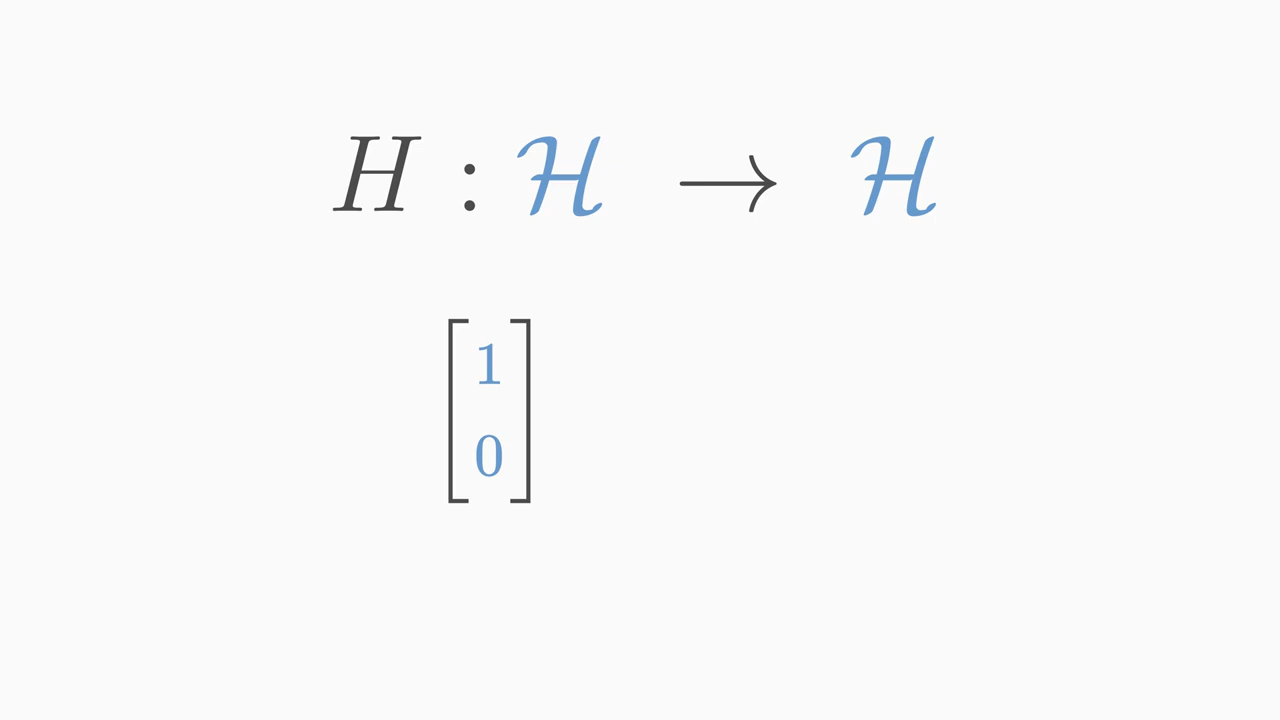 H : ℋ → ℋ
[1
0]